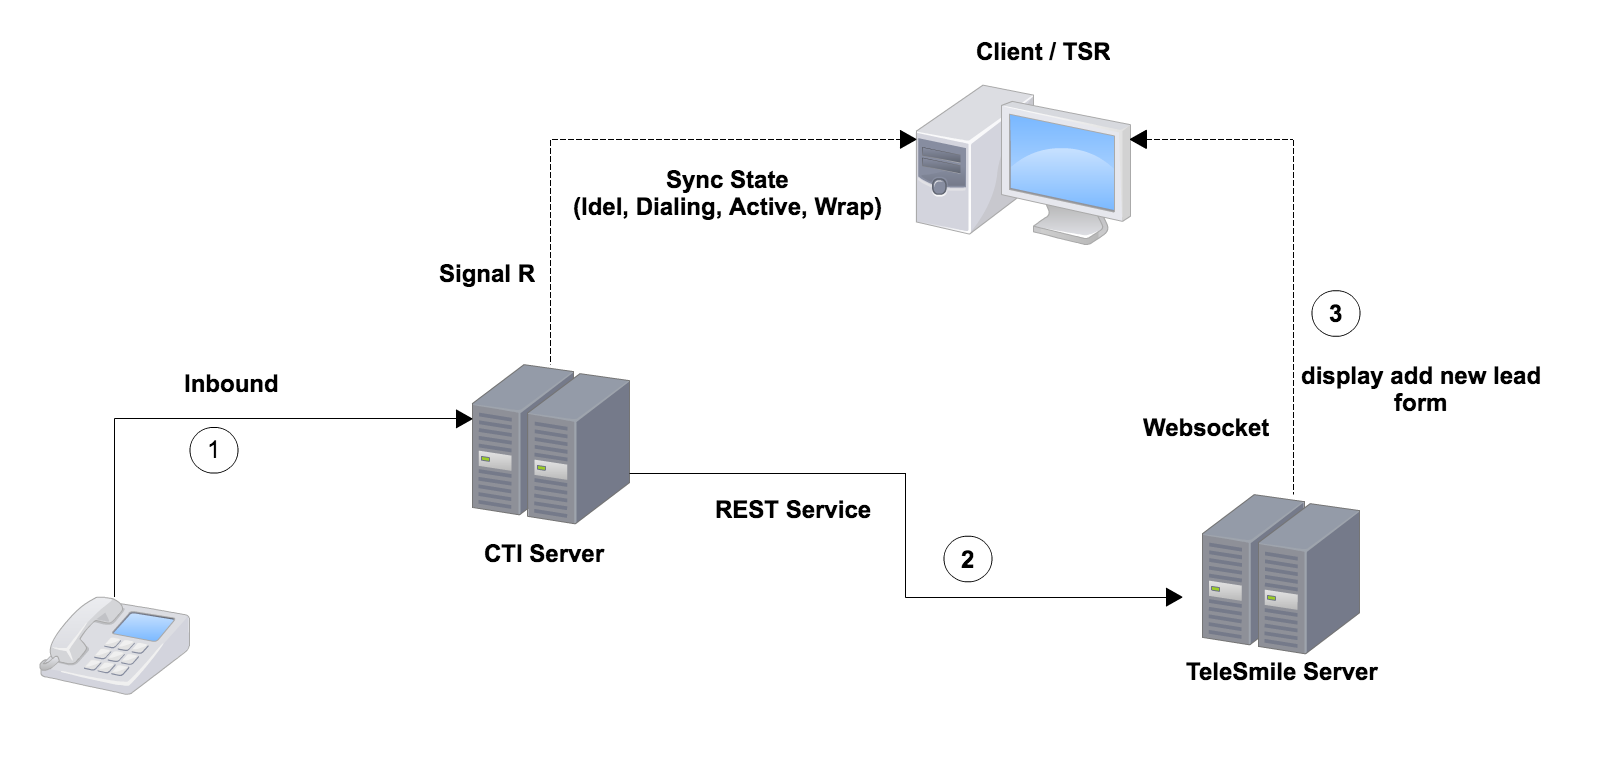 Client / TSR
Sync State
(Idel, Dialing, Active, Wrap)
Signal R
3
Inbound
display add new lead
form
1
Websocket
REST Service
CTI Server
2
TeleSmile Server